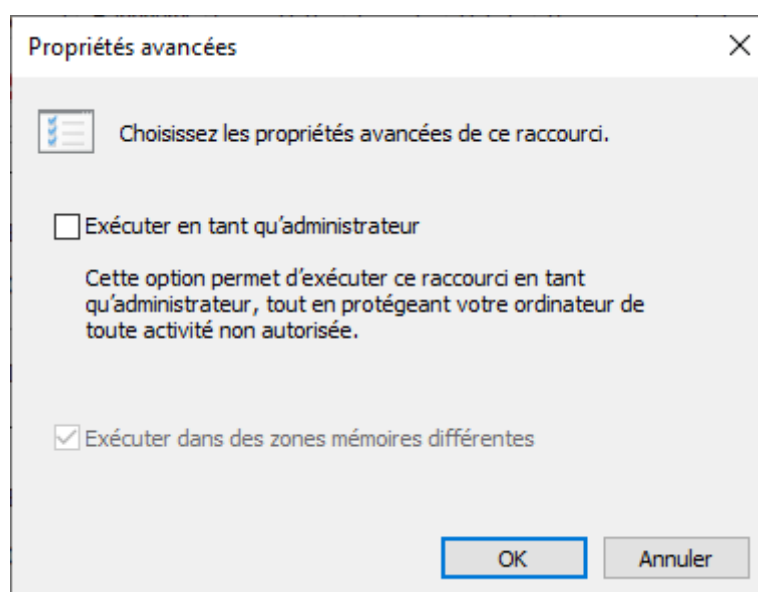 Propriétés avancées
Choisissez les propriétés avancées de ce raccourci.
Exécuter en tant qu'administrateur
Cette option permet d'exécuter ce raccourci en tant
qu'administrateur, tout en protégeant votre ordinateur de
toute activité non autorisée.
Exécuter dans des zones mémoires différentes
OK
Annuler